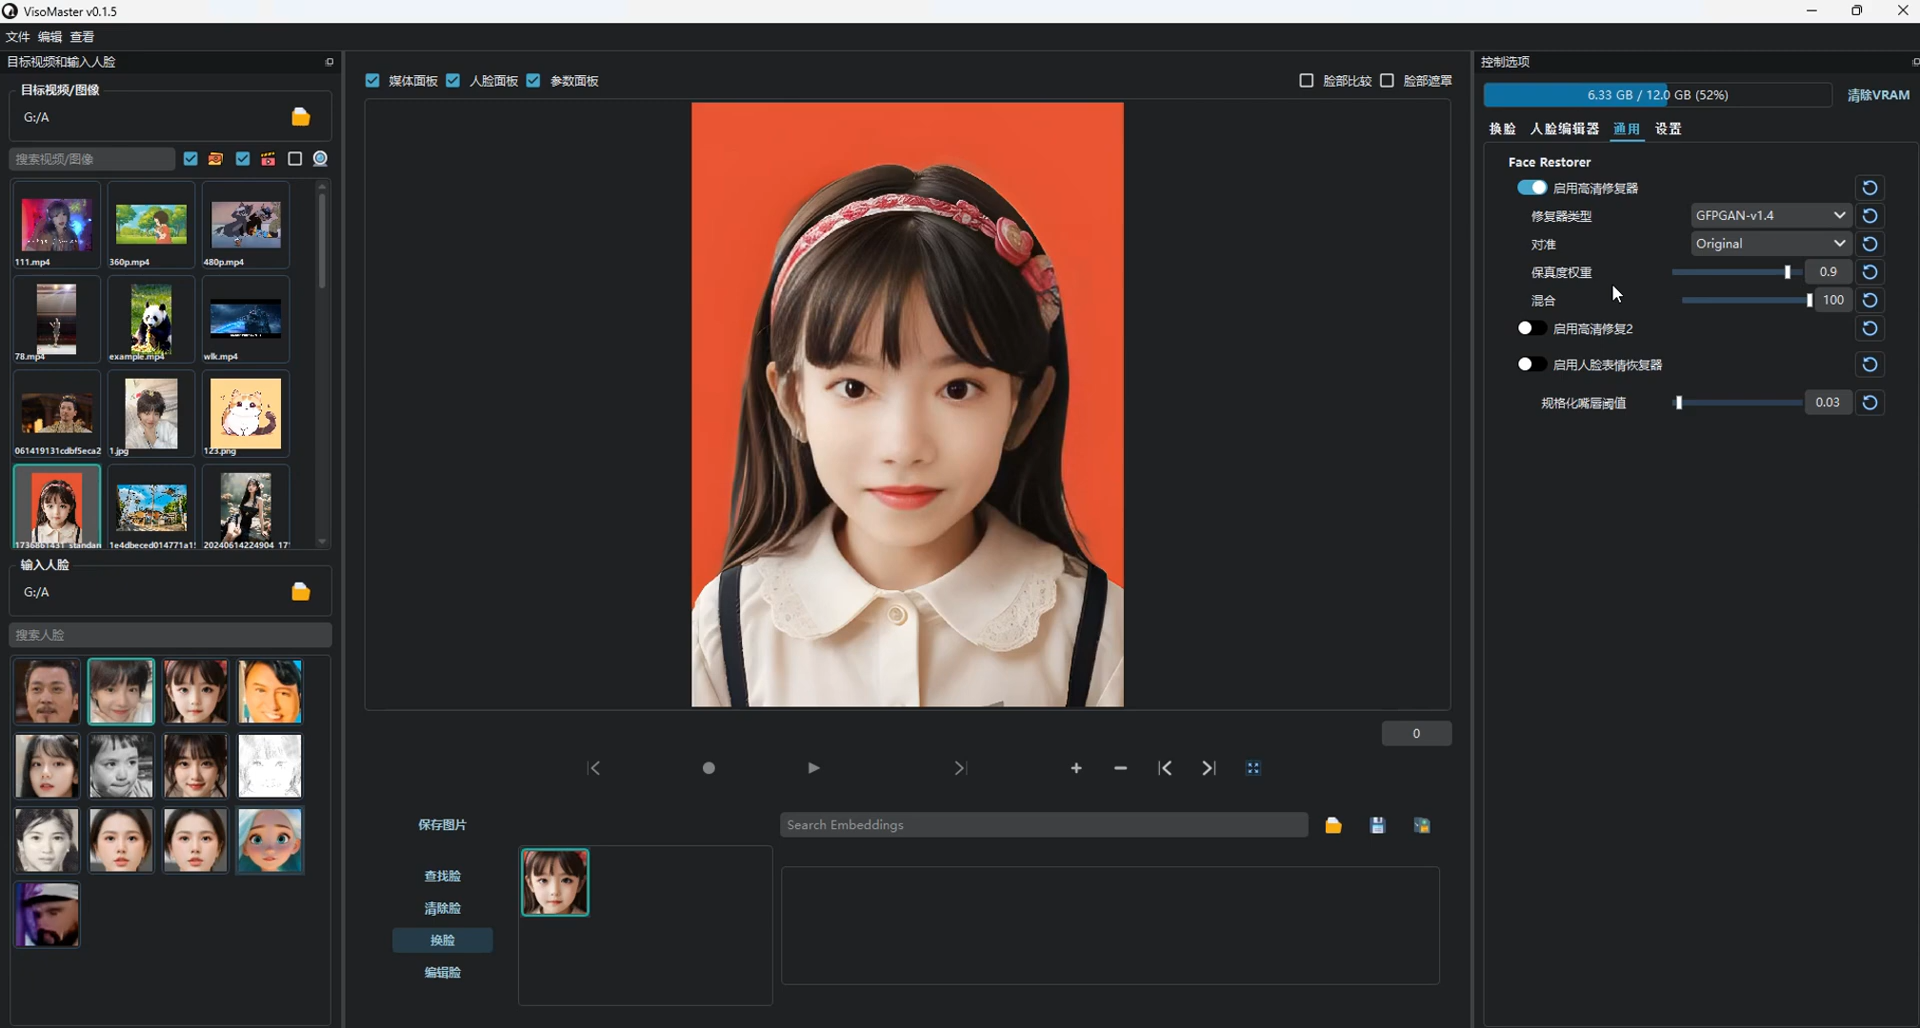 VisoMaster v0.1.5
文件 编辑 查看
目标视频和输入人脸
目标视频/图像
G:/A
搜索视频/图像
111.mp4
360p.mp4
480p.mp4
78.mp4
example.mp4
wlk.mp4
061419131cdbf5eca2
1.jpg
123.png
1736861431 standan
1e4dbeced014771a1
20240614224904 17
输入人脸
G:/A
搜索人脸
媒体面板 人脸面板 参数面板
脸部比较 脸部遮罩
0
保存图片
Search Embeddings
查找脸
清除脸
换脸
编辑脸
控制选项
6.33 GB / 12.0 GB (52%)
清除VRAM
换脸 人脸编辑器 通用 设置
Face Restorer
启用高清修复器
修复器类型 GFPGAN-v1.4
对准 Original
保真度权重 0.9
混合 100
启用高清修复2
启用人脸表情恢复器
规格化嘴唇阈值 0.03